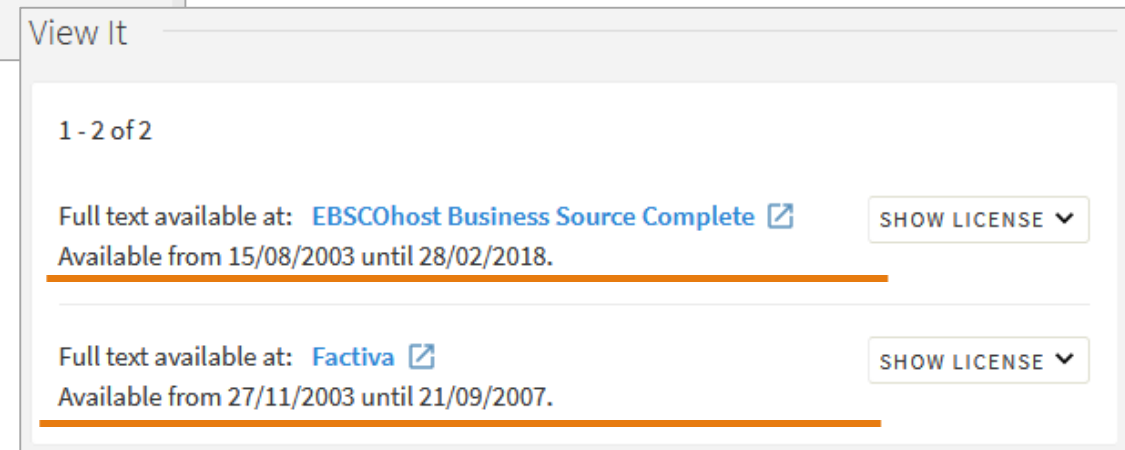 View It
1 - 2 of 2
Full text available at: EBSCOhost Business Source Complete
SHOW LICENSE
Available from 15/08/2003 until 28/02/2018.
Full text available at: Factiva
SHOW LICENSE
Available from 27/11/2003 until 21/09/2007.